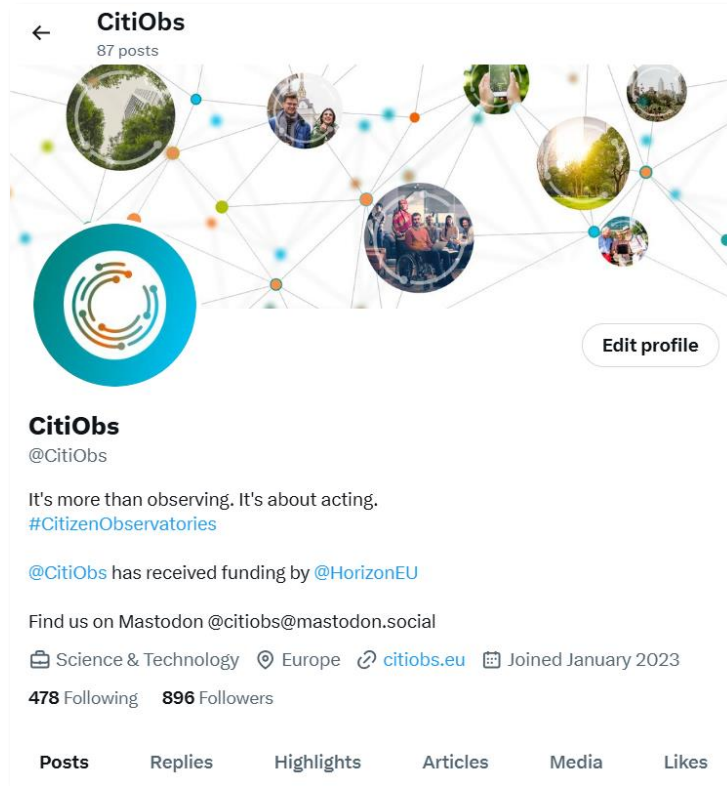 CitiObs
87 posts
Edit profile
CitiObs
@CitiObs
It's more than observing. It's about acting.
#CitizenObservatories
@CitiObs has received funding by @HorizonEU
Find us on Mastodon @citiobs@mastodon.social
Science & Technology Europe citiobs.eu Joined January 2023
478 Following 896 Followers
Posts Replies Highlights Articles Media Likes